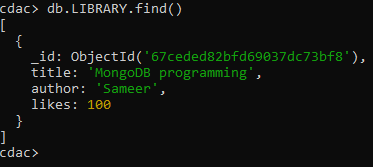 cdac> db.LIBRARY.find()
[
  {
    _id: ObjectId('67ceded82bfd69037dc73bf8'),
    title: 'MongoDB programming',
    author: 'Sameer',
    likes: 100
  }
]
cdac>